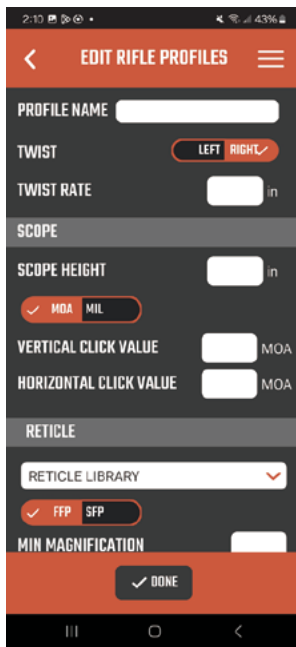 2:10 43%
EDIT RIFLE PROFILES
PROFILE NAME
TWIST LEFT RIGHT
TWIST RATE in
SCOPE
SCOPE HEIGHT in
MOA MIL
VERTICAL CLICK VALUE MOA
HORIZONTAL CLICK VALUE MOA
RETICLE
RETICLE LIBRARY
FFP SFP
MIN MAGNIFICATION
DONE